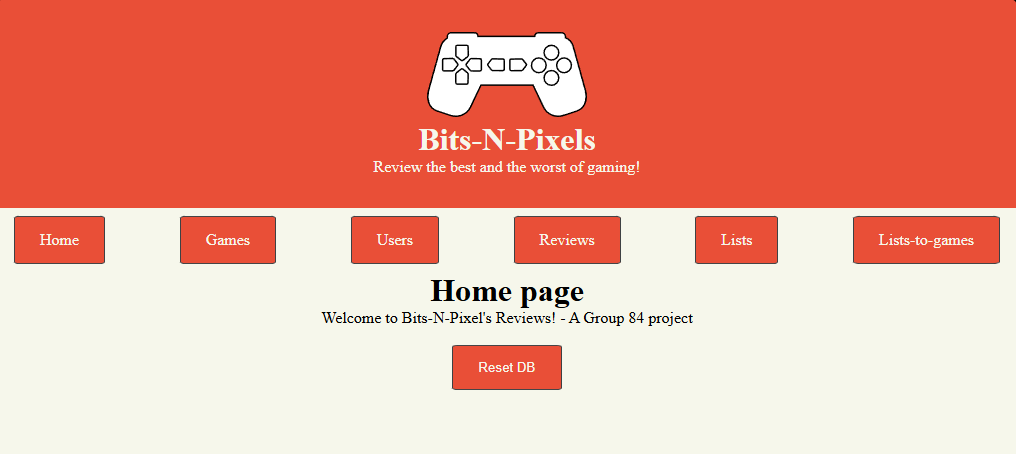 Bits-N-Pixels
Review the best and the worst of gaming!
Home Games Users Reviews Lists Lists-to-games
Home page
Welcome to Bits-N-Pixel's Reviews! - A Group 84 project
Reset DB